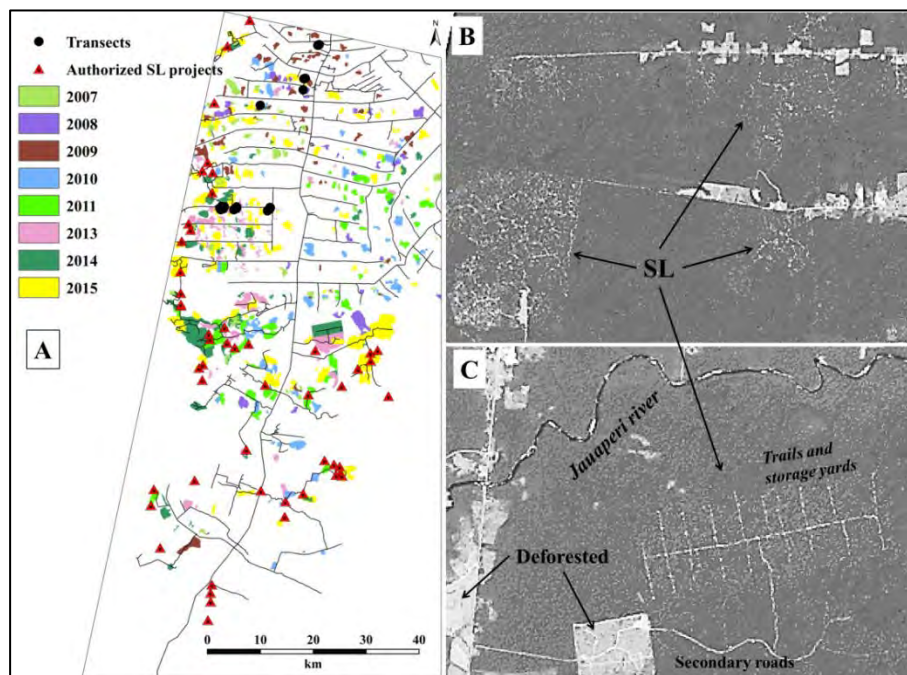 N
Transects
Authorized SL projects
2007
2008
2009
2010
2011
2013
2014
2015
A
0 10 20 30 40
km
B
SL
C
Jauaperi river
Trails and
storage yards
Deforested
Secondary roads